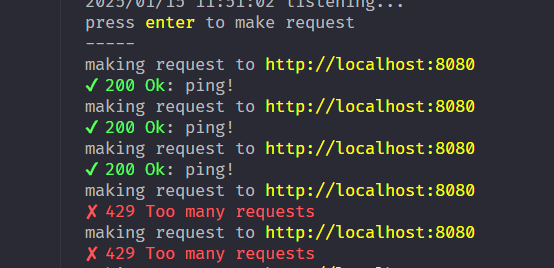 2025/01/15 11:51:02 listening...
press enter to make request
-----
making request to http://localhost:8080
✔ 200 Ok: ping!
making request to http://localhost:8080
✔ 200 Ok: ping!
making request to http://localhost:8080
✔ 200 Ok: ping!
making request to http://localhost:8080
✘ 429 Too many requests
making request to http://localhost:8080
✘ 429 Too many requests